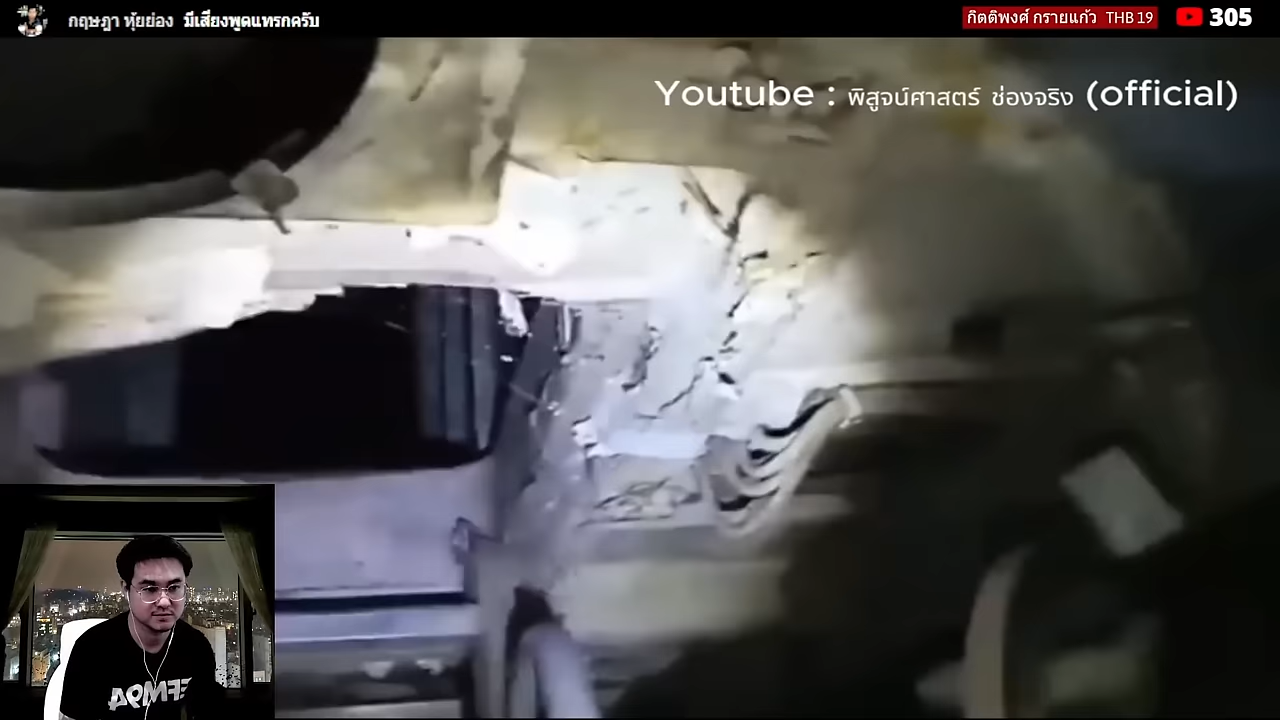 กฤษฎา หุ้ยย่อง มีเสียงพูดแทรกครับ
กิตติพงศ์ กรายแก้ว THB 19
305
Youtube : พิสูจน์ศาสตร์ ช่องจริง (official)